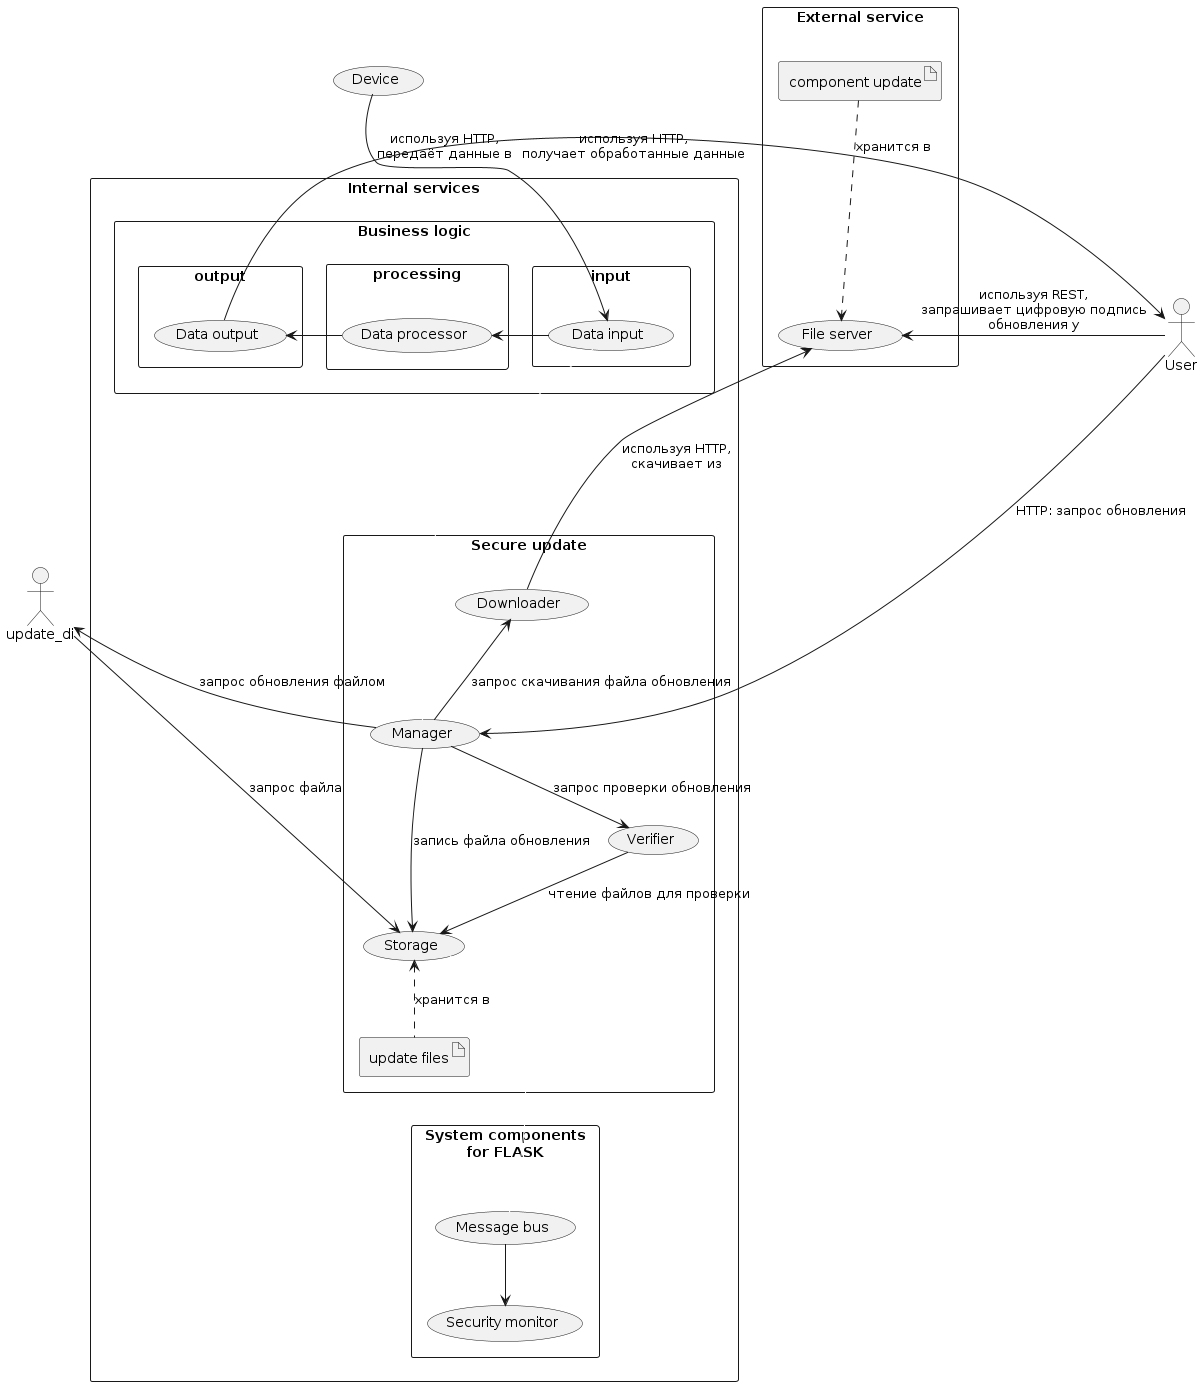 External service
component update
Device
используя HTTP,
передаёт данные в
используя HTTP,
получает обработанные данные
хранится в
Internal services
Business logic
output
processing
input
Data output
Data processor
Data input
File server
используя REST,
запрашивает цифровую подпись
обновления у
User
используя HTTP,
скачивает из
HTTP: запрос обновления
Secure update
Downloader
update_di
запрос обновления файлом
запрос скачивания файла обновления
Manager
запрос файла
запрос проверки обновления
запись файла обновления
Verifier
чтение файлов для проверки
Storage
хранится в
update files
System components
for FLASK
Message bus
Security monitor